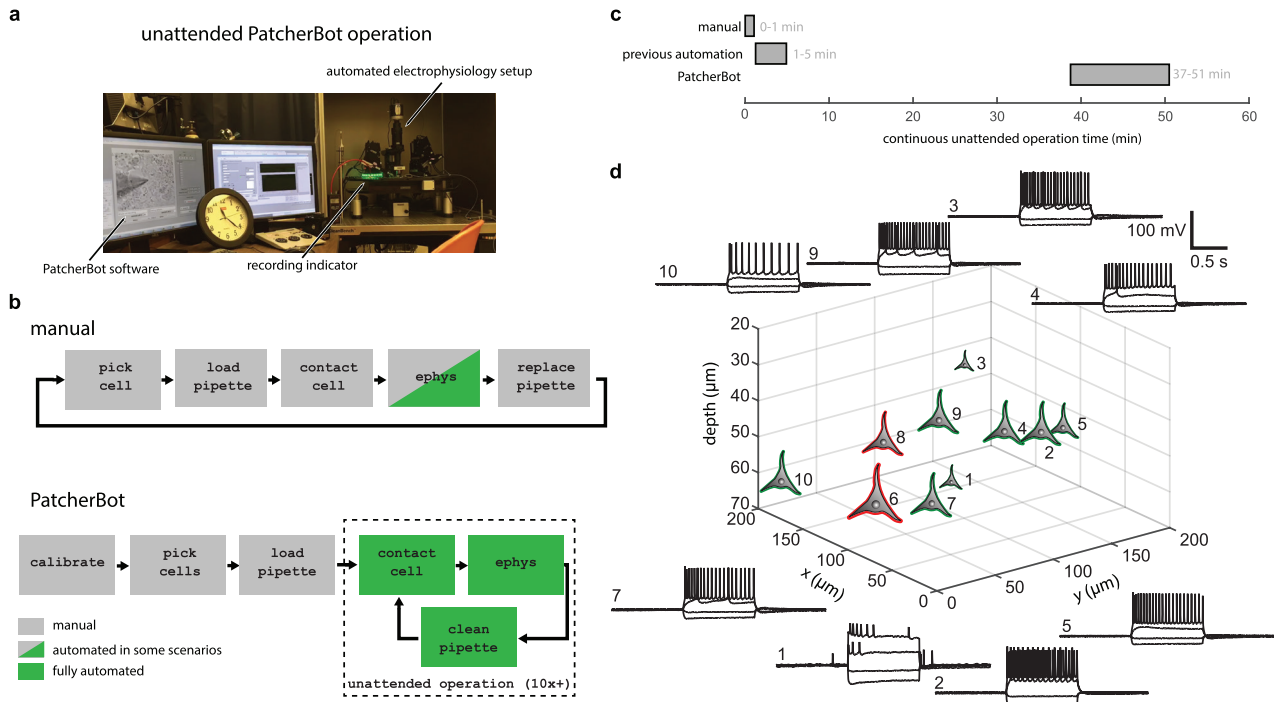 a
unattended PatcherBot operation
automated electrophysiology setup
PatcherBot software
recording indicator
b
manual
pick
cell
load
pipette
contact
cell
ephys
replace
pipette
PatcherBot
calibrate
pick
cells
load
pipette
contact
cell
ephys
clean
pipette
unattended operation (10x+)
manual
automated in some scenarios
fully automated
c
manual
0-1 min
previous automation
1-5 min
PatcherBot
37-51 min
0
10
20
30
40
50
60
continuous unattended operation time (min)
d
3
100 mV
0.5 s
9
10
4
20
30
40
50
60
70
depth (µm)
200
150
100
50
0
x (µm)
0
50
100
150
200
y (µm)
3
9
8
4
2
5
10
6
7
1
7
5
1
2